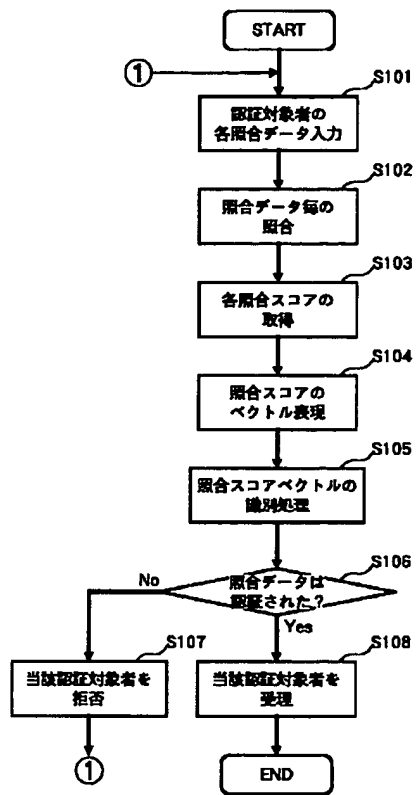 START
①
S101
認証対象者の
各照合データ入力
S102
照合データ毎の
照合
S103
各照合スコアの
取得
S104
照合スコアの
ベクトル表現
S105
照合スコアベクトルの
識別処理
S106
照合データは
認証された?
No
Yes
S107
当該認証対象者を
拒否
S108
当該認証対象者を
受理
①
END